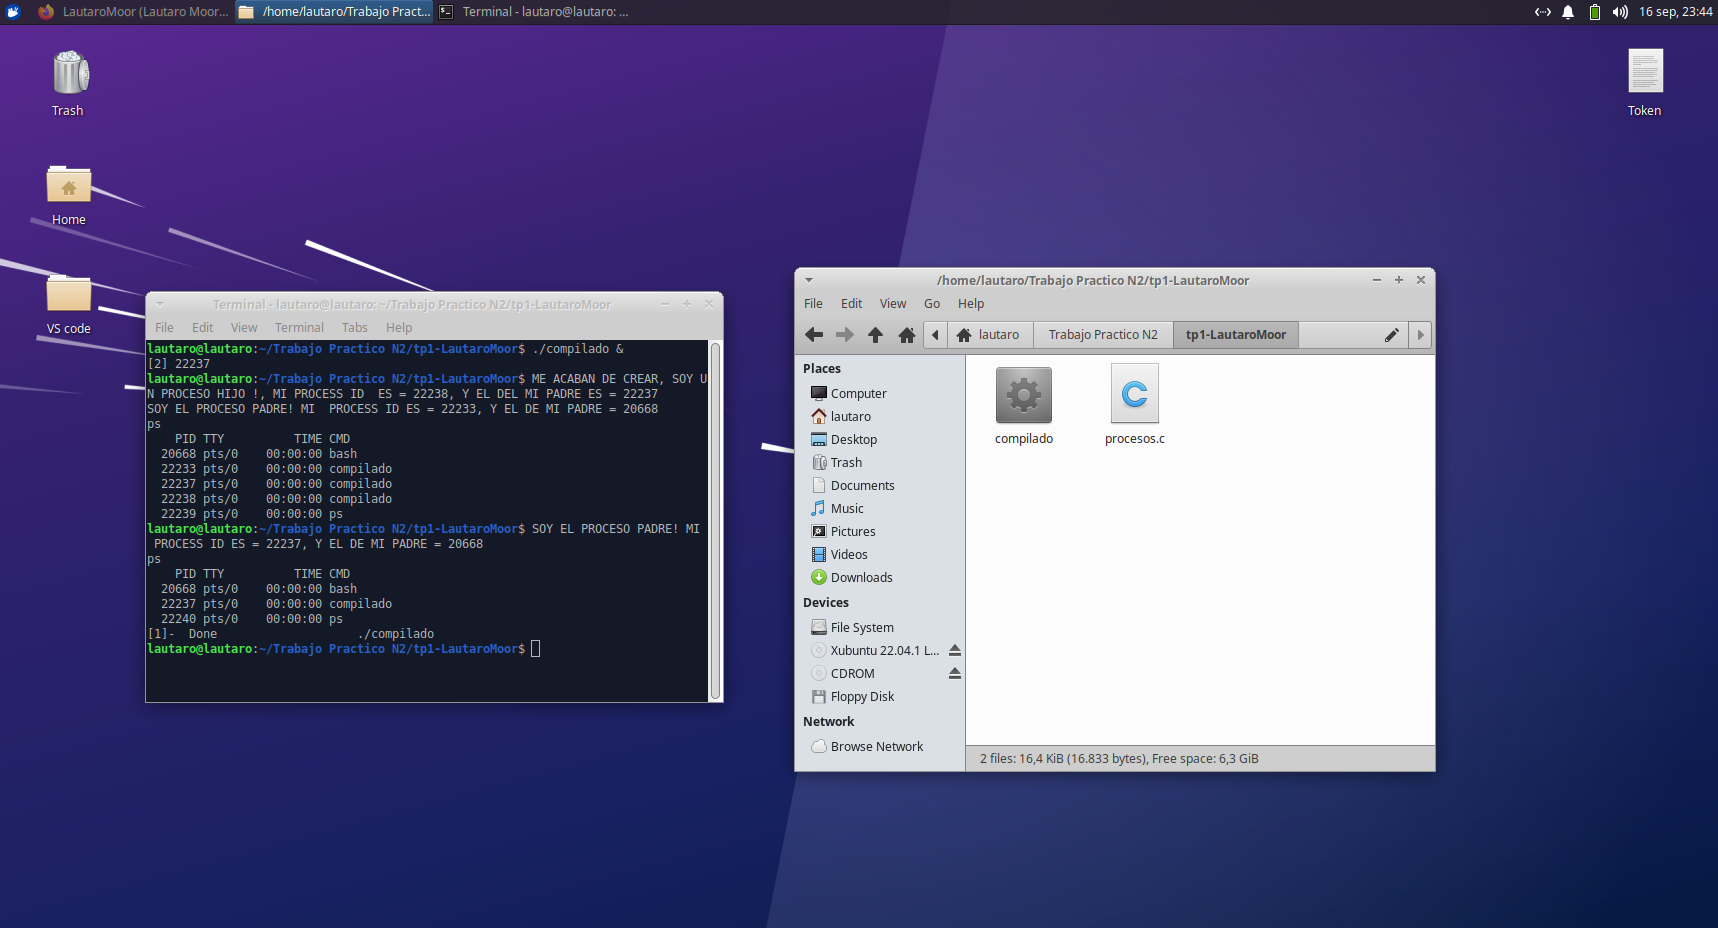 LautaroMoor (Lautaro Moor...
/home/lautaro/Trabajo Pract...
Terminal - lautaro@lautaro: ...
16 sep, 23:44
Trash
Home
VS code
Token
Terminal - lautaro@lautaro: ~/Trabajo Practico N2/tp1-LautaroMoor
File Edit View Terminal Tabs Help
lautaro@lautaro:~/Trabajo Practico N2/tp1-LautaroMoor$ ./compilado &
[2] 22237
lautaro@lautaro:~/Trabajo Practico N2/tp1-LautaroMoor$ ME ACABAN DE CREAR, SOY U
N PROCESO HIJO !, MI PROCESS ID  ES = 22238, Y EL DEL MI PADRE ES = 22237
SOY EL PROCESO PADRE! MI  PROCESS ID ES = 22233, Y EL DE MI PADRE = 20668
ps
    PID TTY          TIME CMD
  20668 pts/0    00:00:00 bash
  22233 pts/0    00:00:00 compilado
  22237 pts/0    00:00:00 compilado
  22238 pts/0    00:00:00 compilado
  22239 pts/0    00:00:00 ps
lautaro@lautaro:~/Trabajo Practico N2/tp1-LautaroMoor$ SOY EL PROCESO PADRE! MI
 PROCESS ID ES = 22237, Y EL DE MI PADRE = 20668
ps
    PID TTY          TIME CMD
  20668 pts/0    00:00:00 bash
  22237 pts/0    00:00:00 compilado
  22240 pts/0    00:00:00 ps
[1]-  Done                    ./compilado
lautaro@lautaro:~/Trabajo Practico N2/tp1-LautaroMoor$
/home/lautaro/Trabajo Practico N2/tp1-LautaroMoor
File Edit View Go Help
lautaro Trabajo Practico N2 tp1-LautaroMoor
Places
Computer
lautaro
Desktop
Trash
Documents
Music
Pictures
Videos
Downloads
Devices
File System
Xubuntu 22.04.1 L...
CDROM
Floppy Disk
Network
Browse Network
compilado
procesos.c
2 files: 16,4 KiB (16.833 bytes), Free space: 6,3 GiB